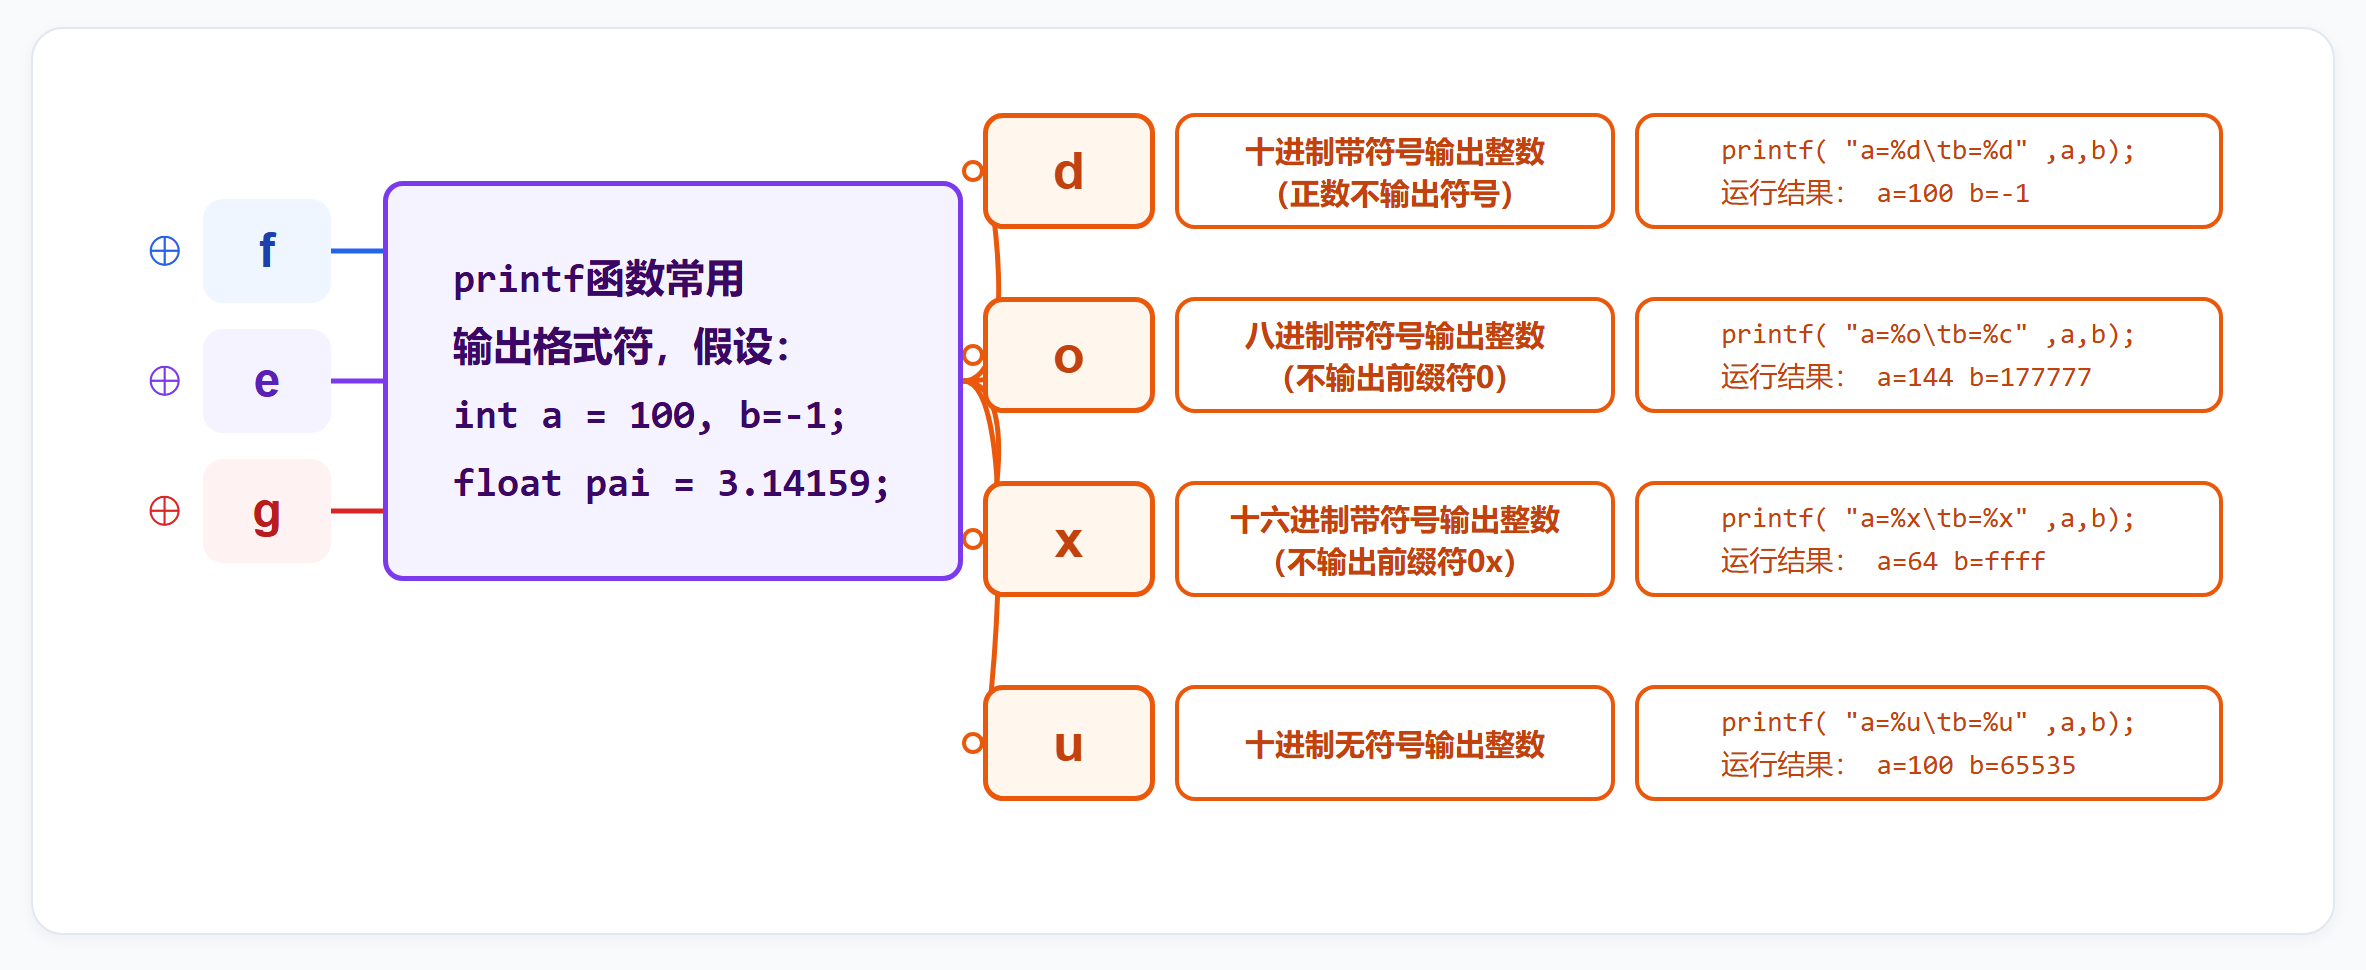 f
e
g
printf函数常用
输出格式符，假设：
int a = 100, b=-1;
float pai = 3.14159;
d
十进制带符号输出整数
（正数不输出符号）
printf( "a=%d\tb=%d" ,a,b);
运行结果： a=100 b=-1
o
八进制带符号输出整数
（不输出前缀符0）
printf( "a=%o\tb=%c" ,a,b);
运行结果： a=144 b=177777
x
十六进制带符号输出整数
（不输出前缀符0x）
printf( "a=%x\tb=%x" ,a,b);
运行结果： a=64 b=ffff
u
十进制无符号输出整数
printf( "a=%u\tb=%u" ,a,b);
运行结果： a=100 b=65535